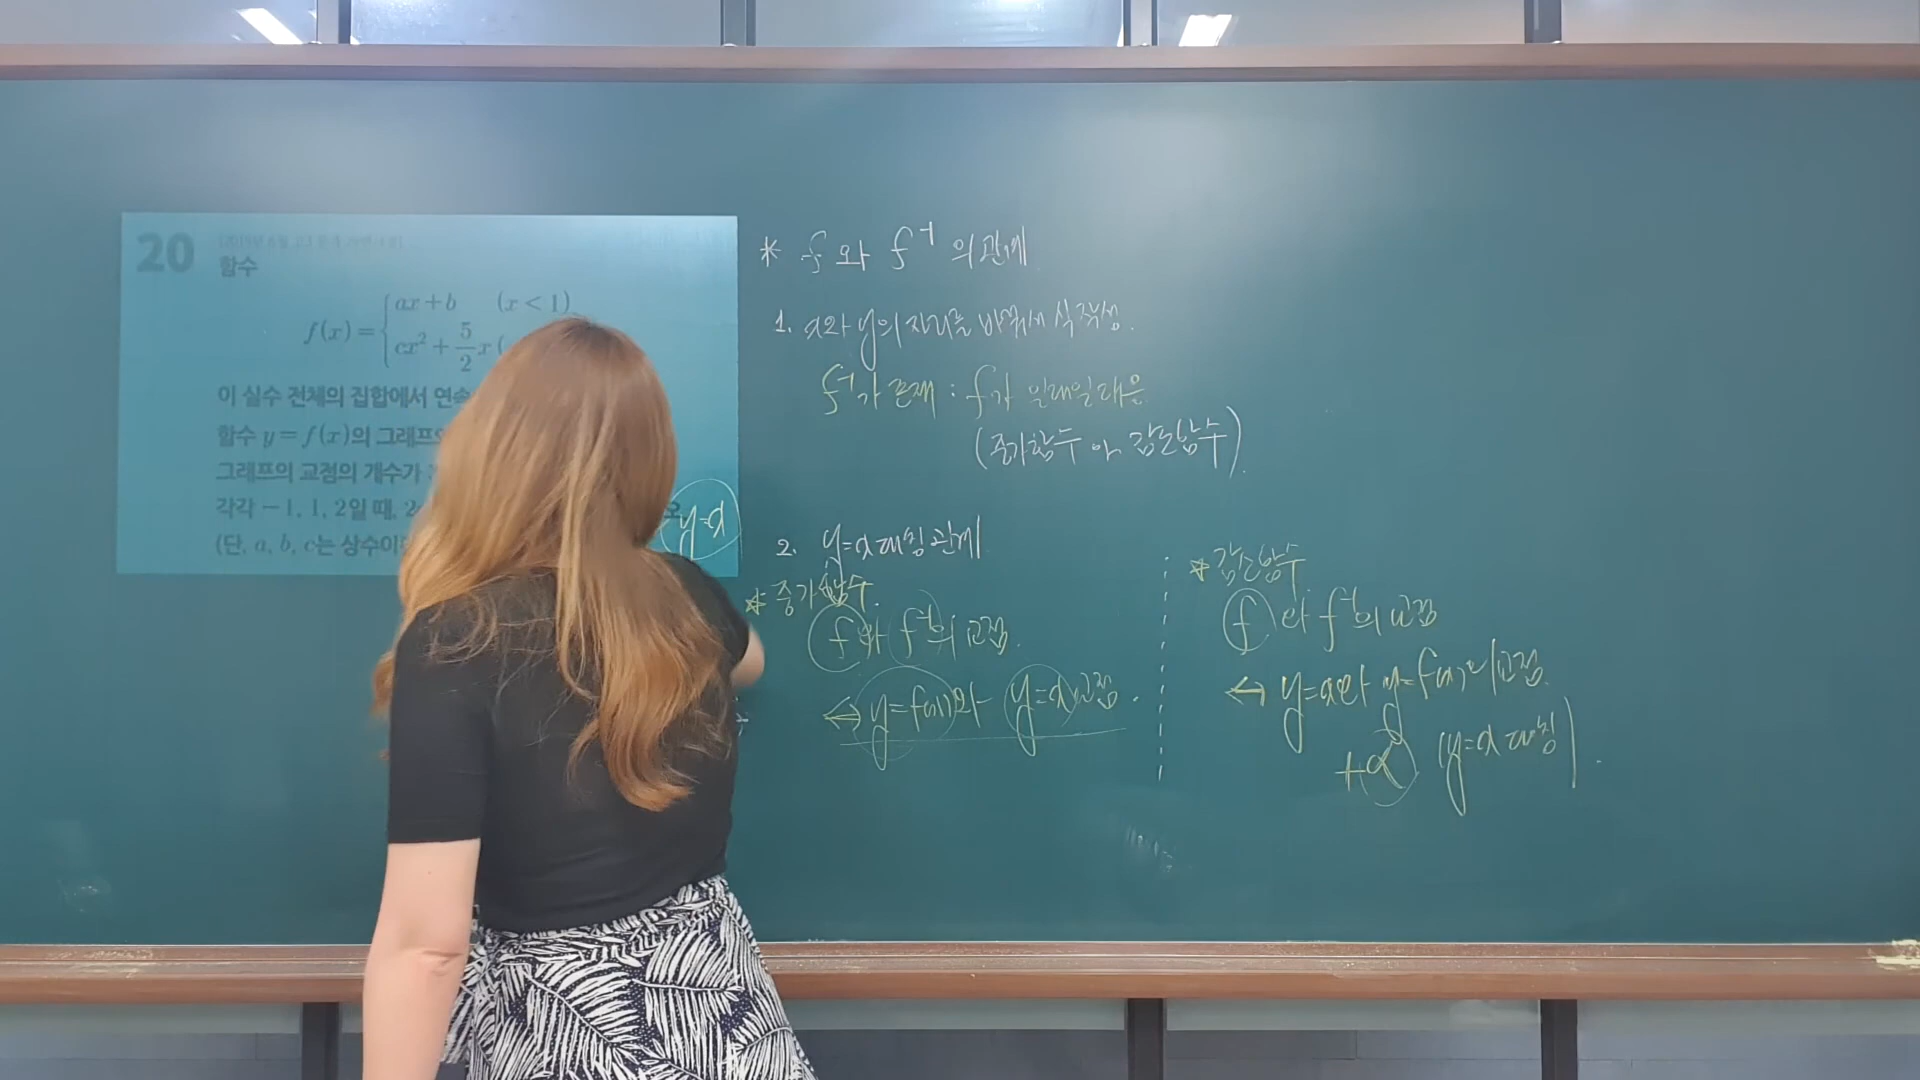 20
함수
f(x) = { ax+b (x<1)
cx² + 5/2 x (
이 실수 전체의 집합에서 연속
함수 y=f(x)의 그래프
그래프의 교점의 개수가
각각 −1, 1, 2일 때, 2
(단, a, b, c는 상수이
y=x
* f 와 f⁻¹ 의 관계
1. x와 y의 자리를 바꿔서 식 작성.
f⁻¹가 존재 : f가 일대일대응
(증가함수 or 감소함수).
2. y=x 대칭관계
* 증가함수.
f와 f⁻¹의 교점.
↔ y=f(x)와 y=x 교점.
* 감소함수
f 와 f⁻¹의 교점
↔ y=x와 y=f(x)의 교점.
+α (y=x 대칭).